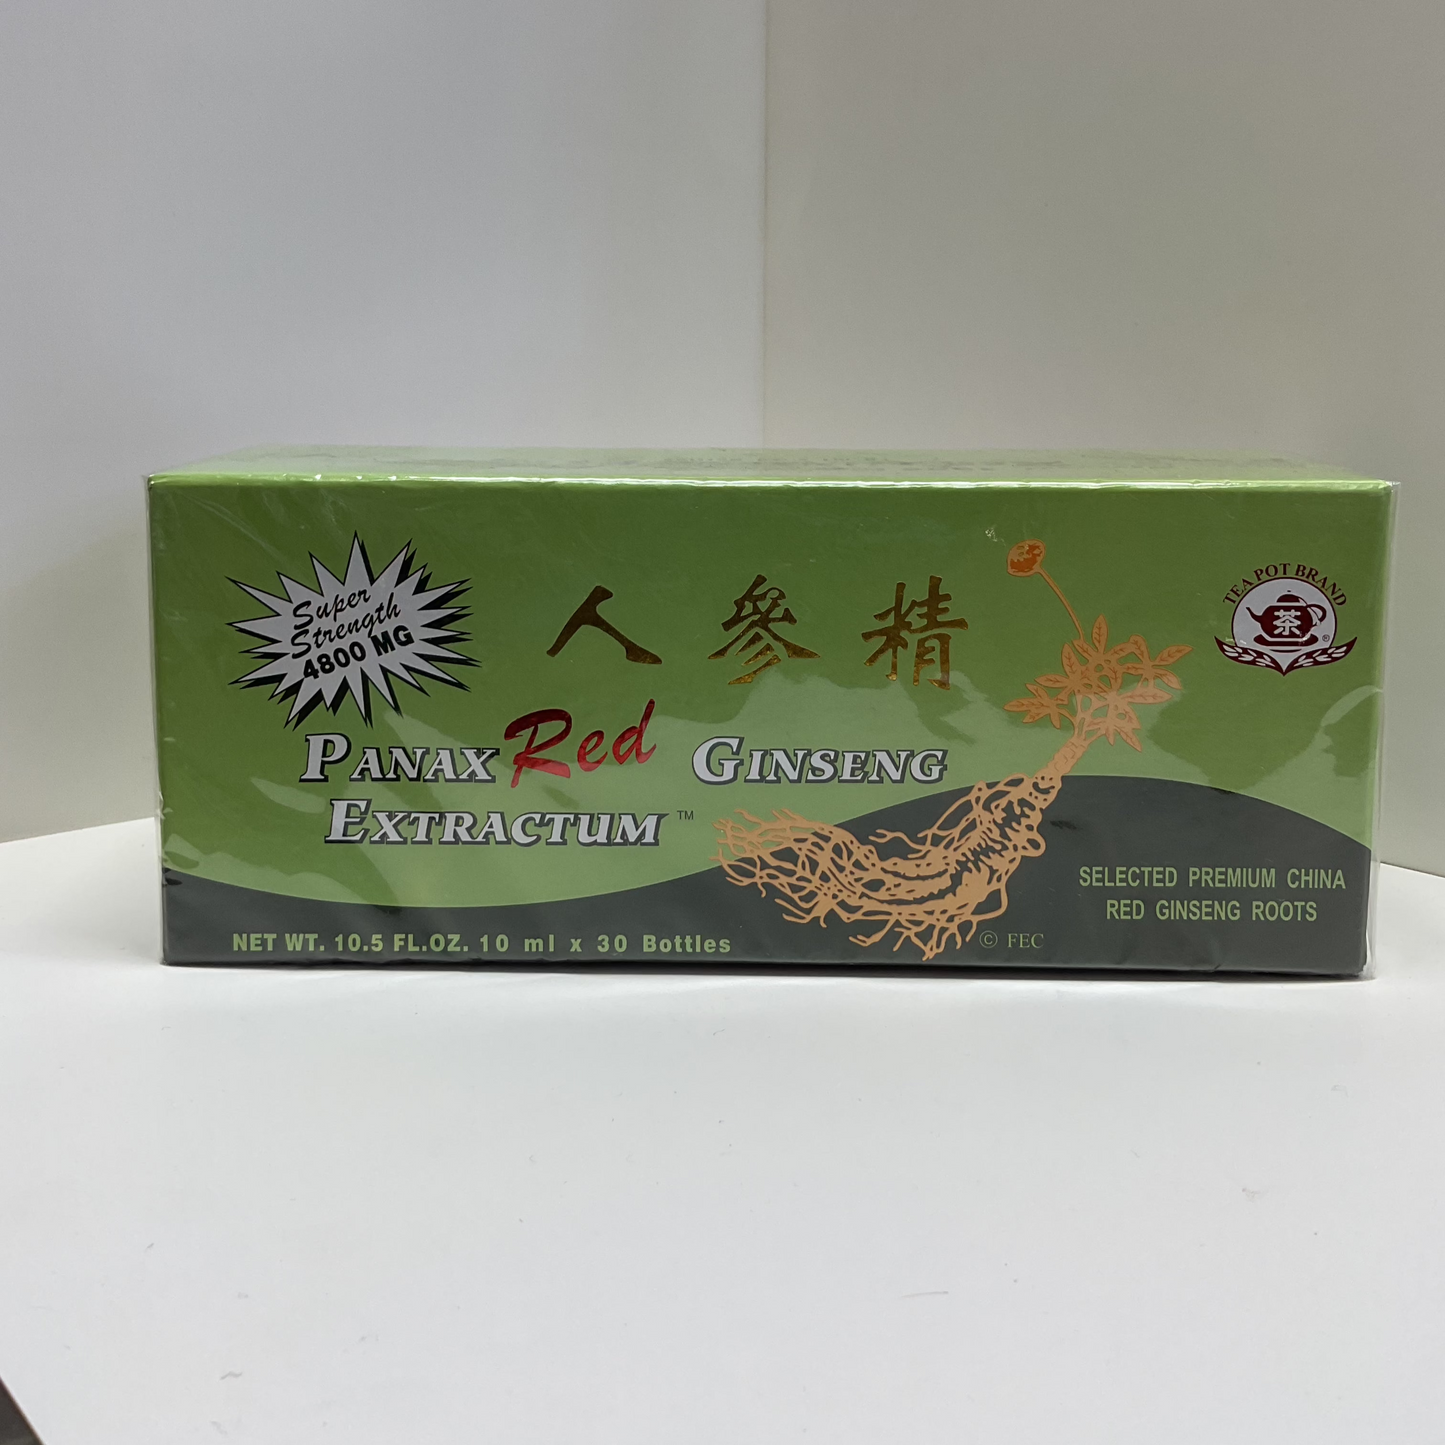 Super
Strength
4800 MG
人參精
TEA POT BRAND
茶
®
PANAX Red GINSENG
EXTRACTUM™
SELECTED PREMIUM CHINA
RED GINSENG ROOTS
NET WT. 10.5 FL.OZ. 10 ml x 30 Bottles
© FEC